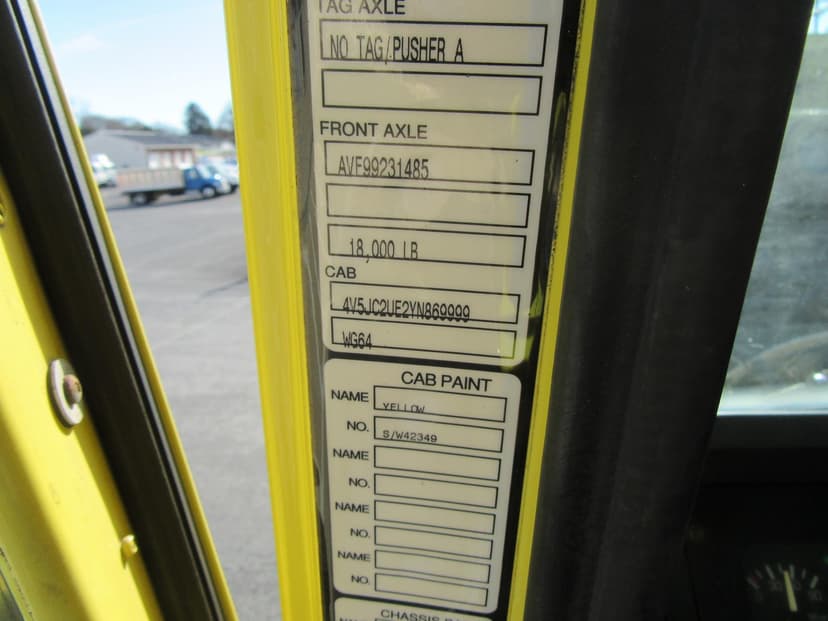 TAG AXLE
NO TAG/PUSHER A
FRONT AXLE
AVF99231485
18,000 LB
CAB
4V5JC2UE2YN869999
WG64
CAB PAINT
NAME YELLOW
NO. S/W42349
NAME
NO.
NAME
NO.
NAME
NO.
CHASSIS